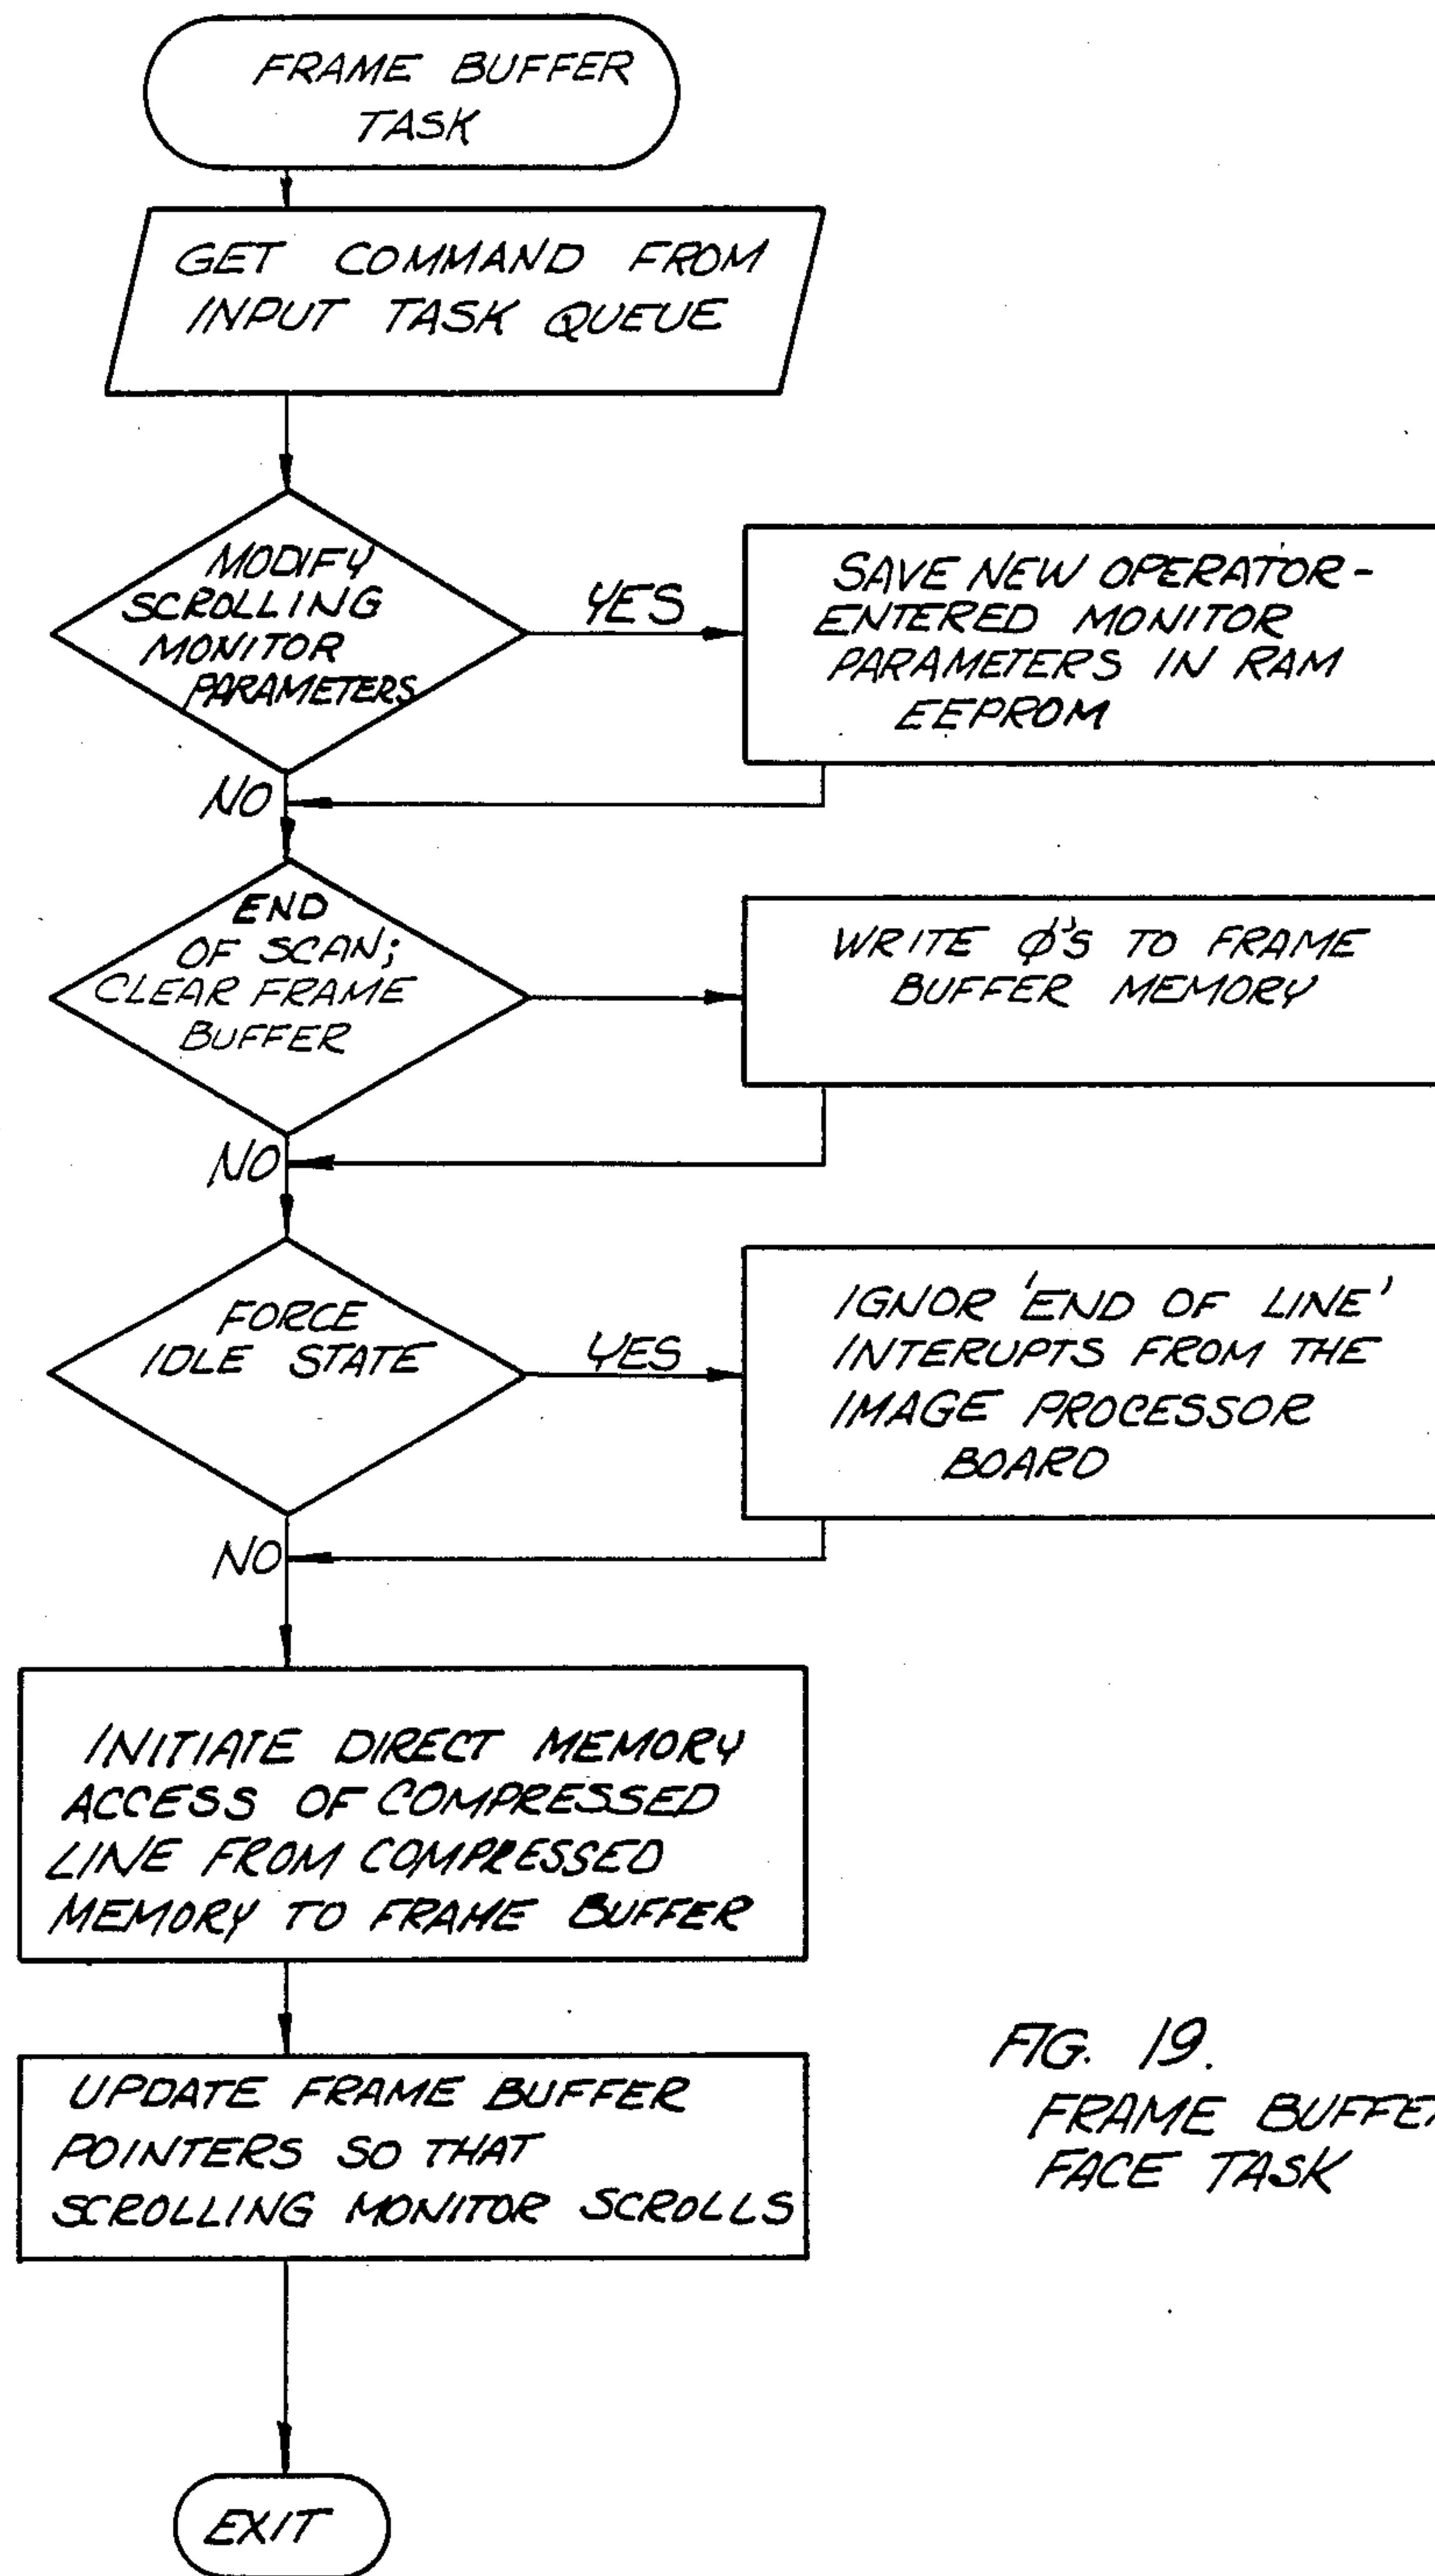 FRAME BUFFER
TASK
GET COMMAND FROM
INPUT TASK QUEUE
MODIFY
SCROLLING
MONITOR
PARAMETERS
YES
SAVE NEW OPERATOR-
ENTERED MONITOR
PARAMETERS IN RAM
EEPROM
NO
END
OF SCAN;
CLEAR FRAME
BUFFER
WRITE Ø'S TO FRAME
BUFFER MEMORY
NO
FORCE
IDLE STATE
YES
IGNOR 'END OF LINE'
INTERUPTS FROM THE
IMAGE PROCESSOR
BOARD
NO
INITIATE DIRECT MEMORY
ACCESS OF COMPRESSED
LINE FROM COMPRESSED
MEMORY TO FRAME BUFFER
UPDATE FRAME BUFFER
POINTERS SO THAT
SCROLLING MONITOR SCROLLS
FIG. 19.
FRAME BUFFER
FACE TASK
EXIT